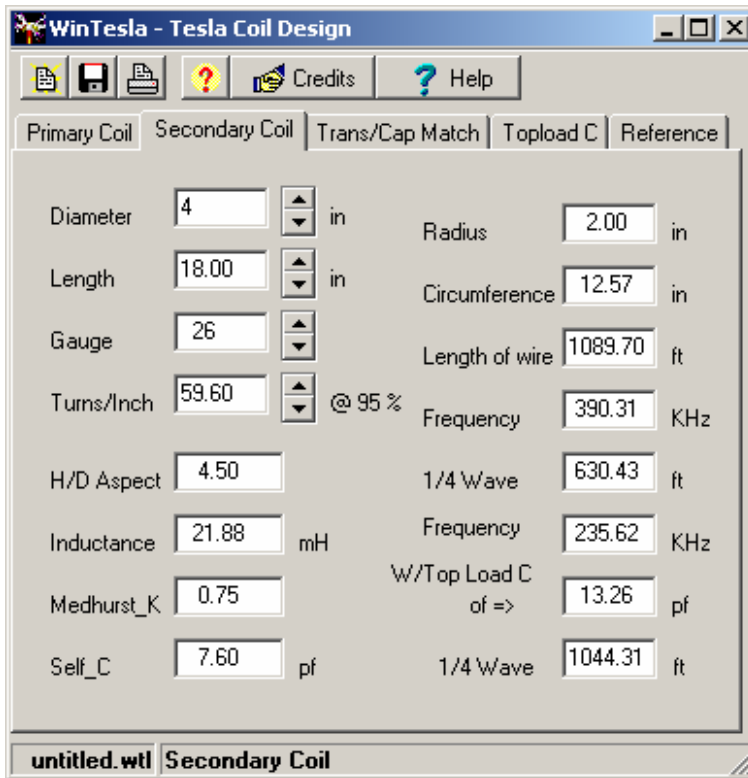 WinTesla - Tesla Coil Design
? Credits ? Help
Primary Coil Secondary Coil Trans/Cap Match Topload C Reference
Diameter 4 in
Length 18.00 in
Gauge 26
Turns/Inch 59.60 @ 95 %
H/D Aspect 4.50
Inductance 21.88 mH
Medhurst_K 0.75
Self_C 7.60 pf
Radius 2.00 in
Circumference 12.57 in
Length of wire 1089.70 ft
Frequency 390.31 KHz
1/4 Wave 630.43 ft
Frequency 235.62 KHz
W/Top Load C
of => 13.26 pf
1/4 Wave 1044.31 ft
untitled.wtl Secondary Coil